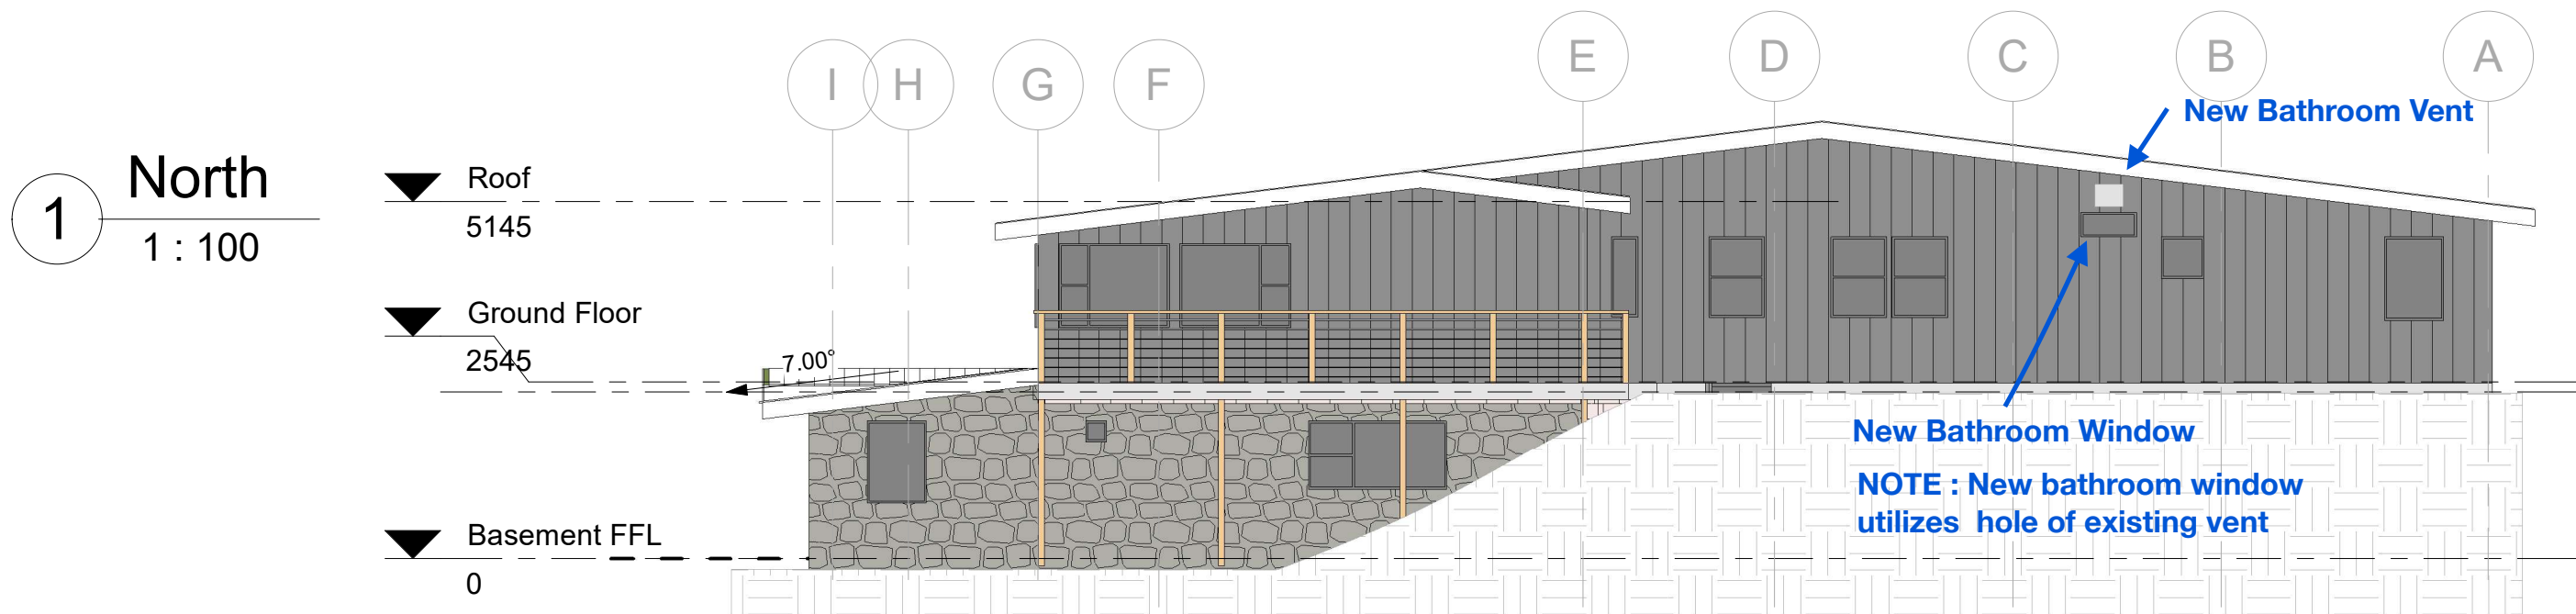 I H G F E D C B A
New Bathroom Vent
1 North
1 : 100
Roof
5145
Ground Floor
2545
7.00°
New Bathroom Window
NOTE : New bathroom window
utilizes hole of existing vent
Basement FFL
0